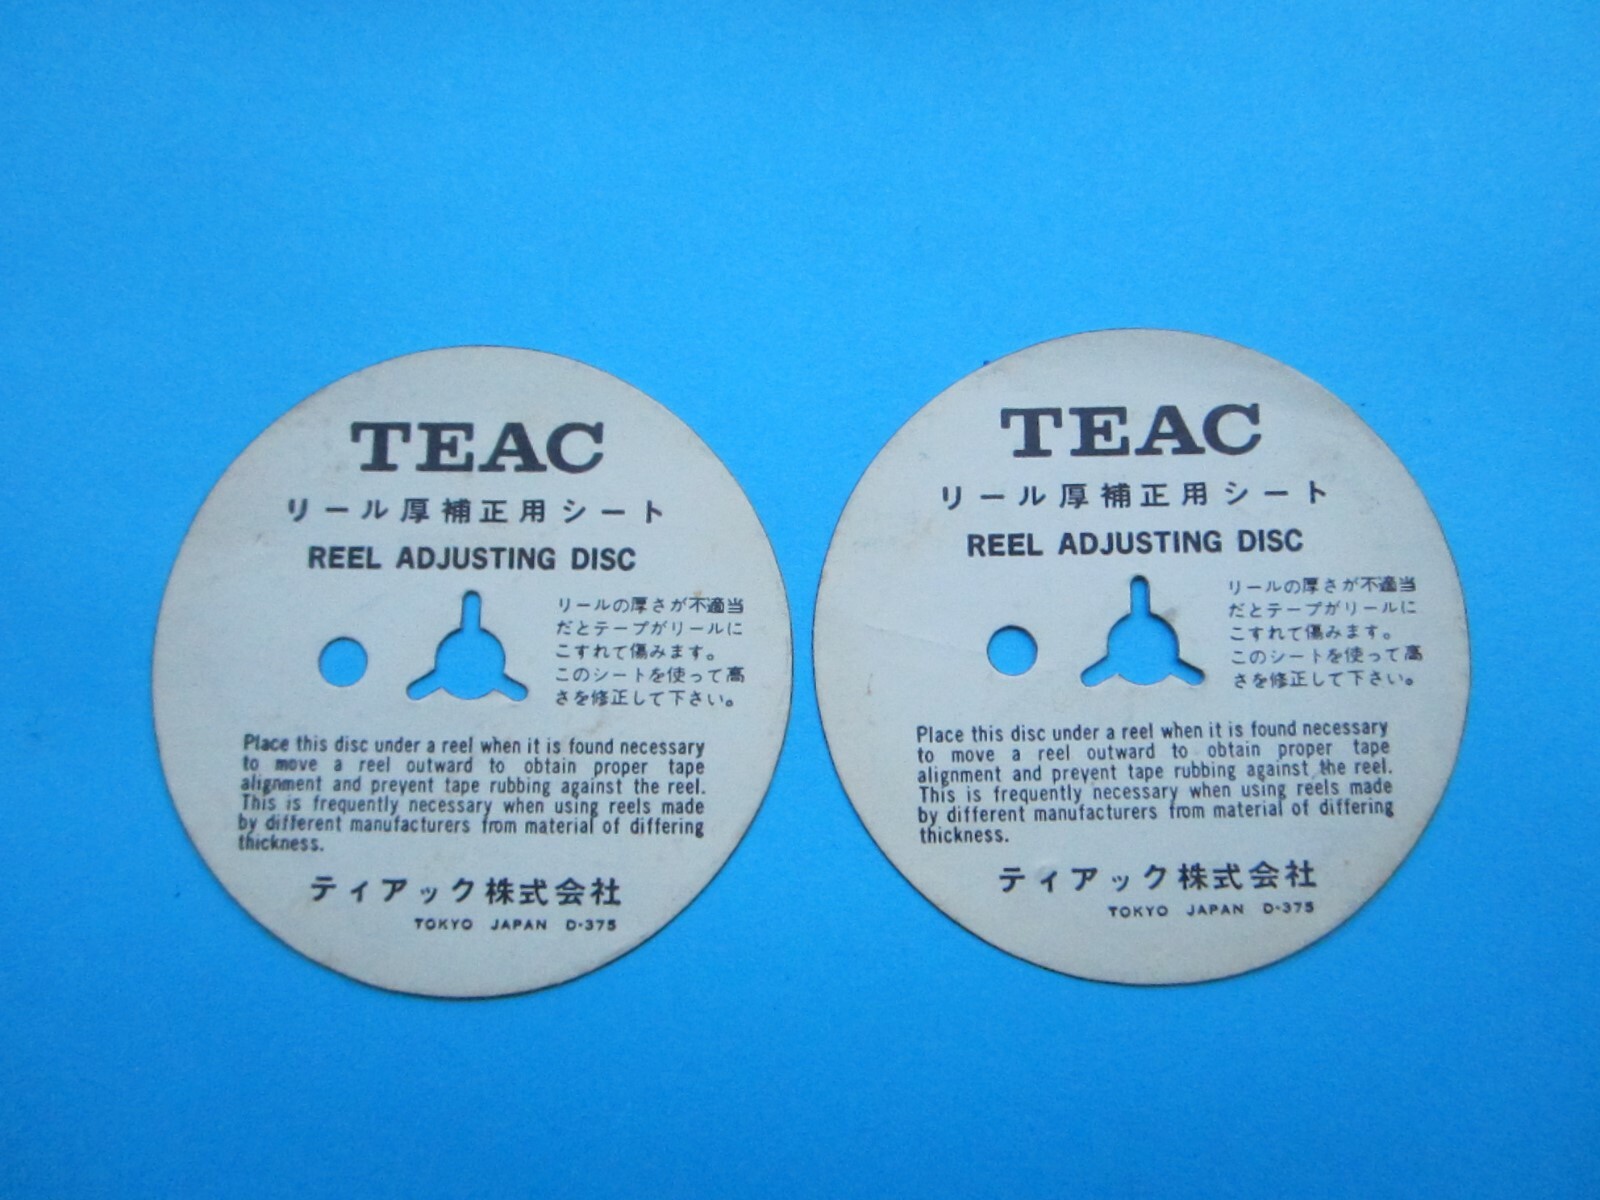 TEAC
リール厚補正用シート
REEL ADJUSTING DISC
リールの厚さが不適当
だとテープがリールに
こすれて傷みます。
このシートを使って高
さを修正して下さい。
Place this disc under a reel when it is found necessary
to move a reel outward to obtain proper tape
alignment and prevent tape rubbing against the reel.
This is frequently necessary when using reels made
by different manufacturers from material of differing
thickness.
ティアック株式会社
TOKYO JAPAN D-375
TEAC
リール厚補正用シート
REEL ADJUSTING DISC
リールの厚さが不適当
だとテープがリールに
こすれて傷みます。
このシートを使って高
さを修正して下さい。
Place this disc under a reel when it is found necessary
to move a reel outward to obtain proper tape
alignment and prevent tape rubbing against the reel.
This is frequently necessary when using reels made
by different manufacturers from material of differing
thickness.
ティアック株式会社
TOKYO JAPAN D-375